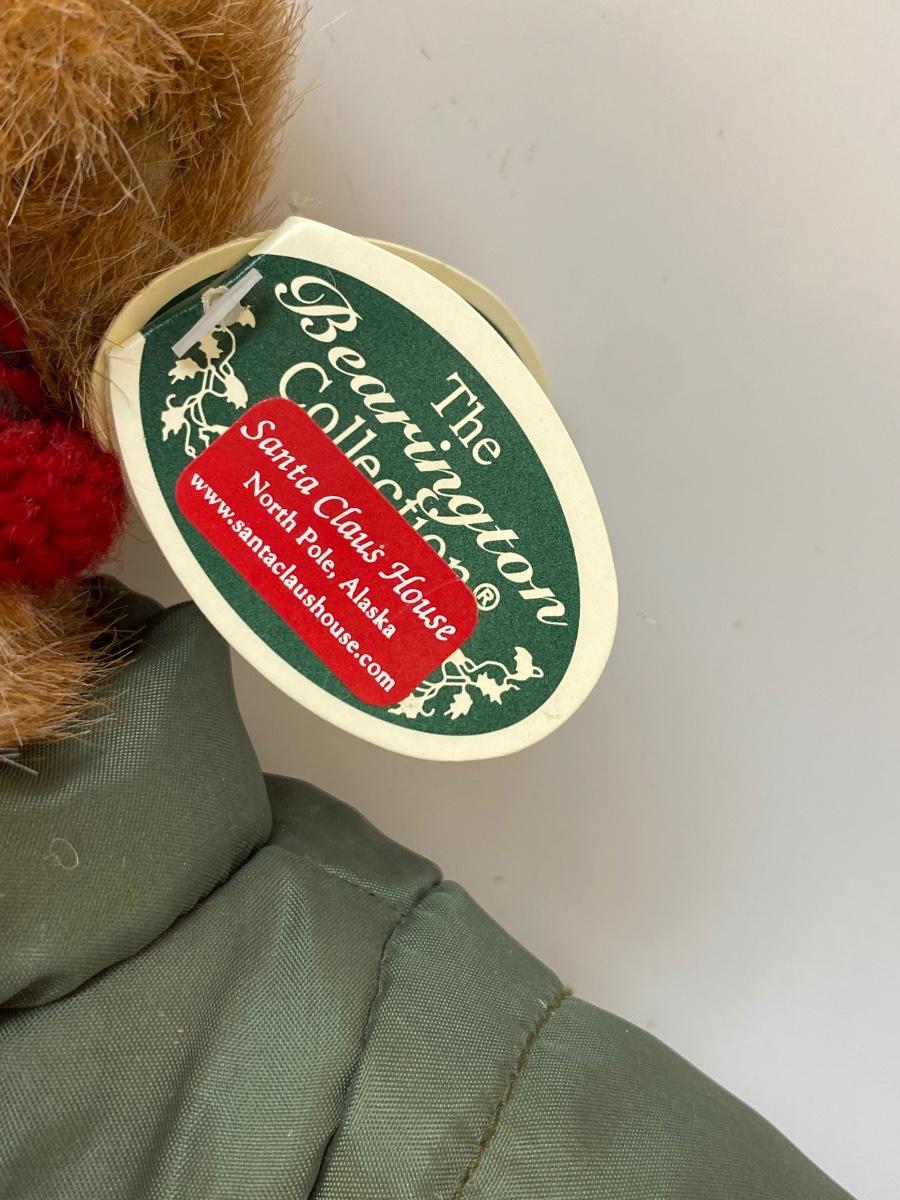 The
Bearington
Collection®
Santa Claus House
North Pole, Alaska
www.santaclaushouse.com